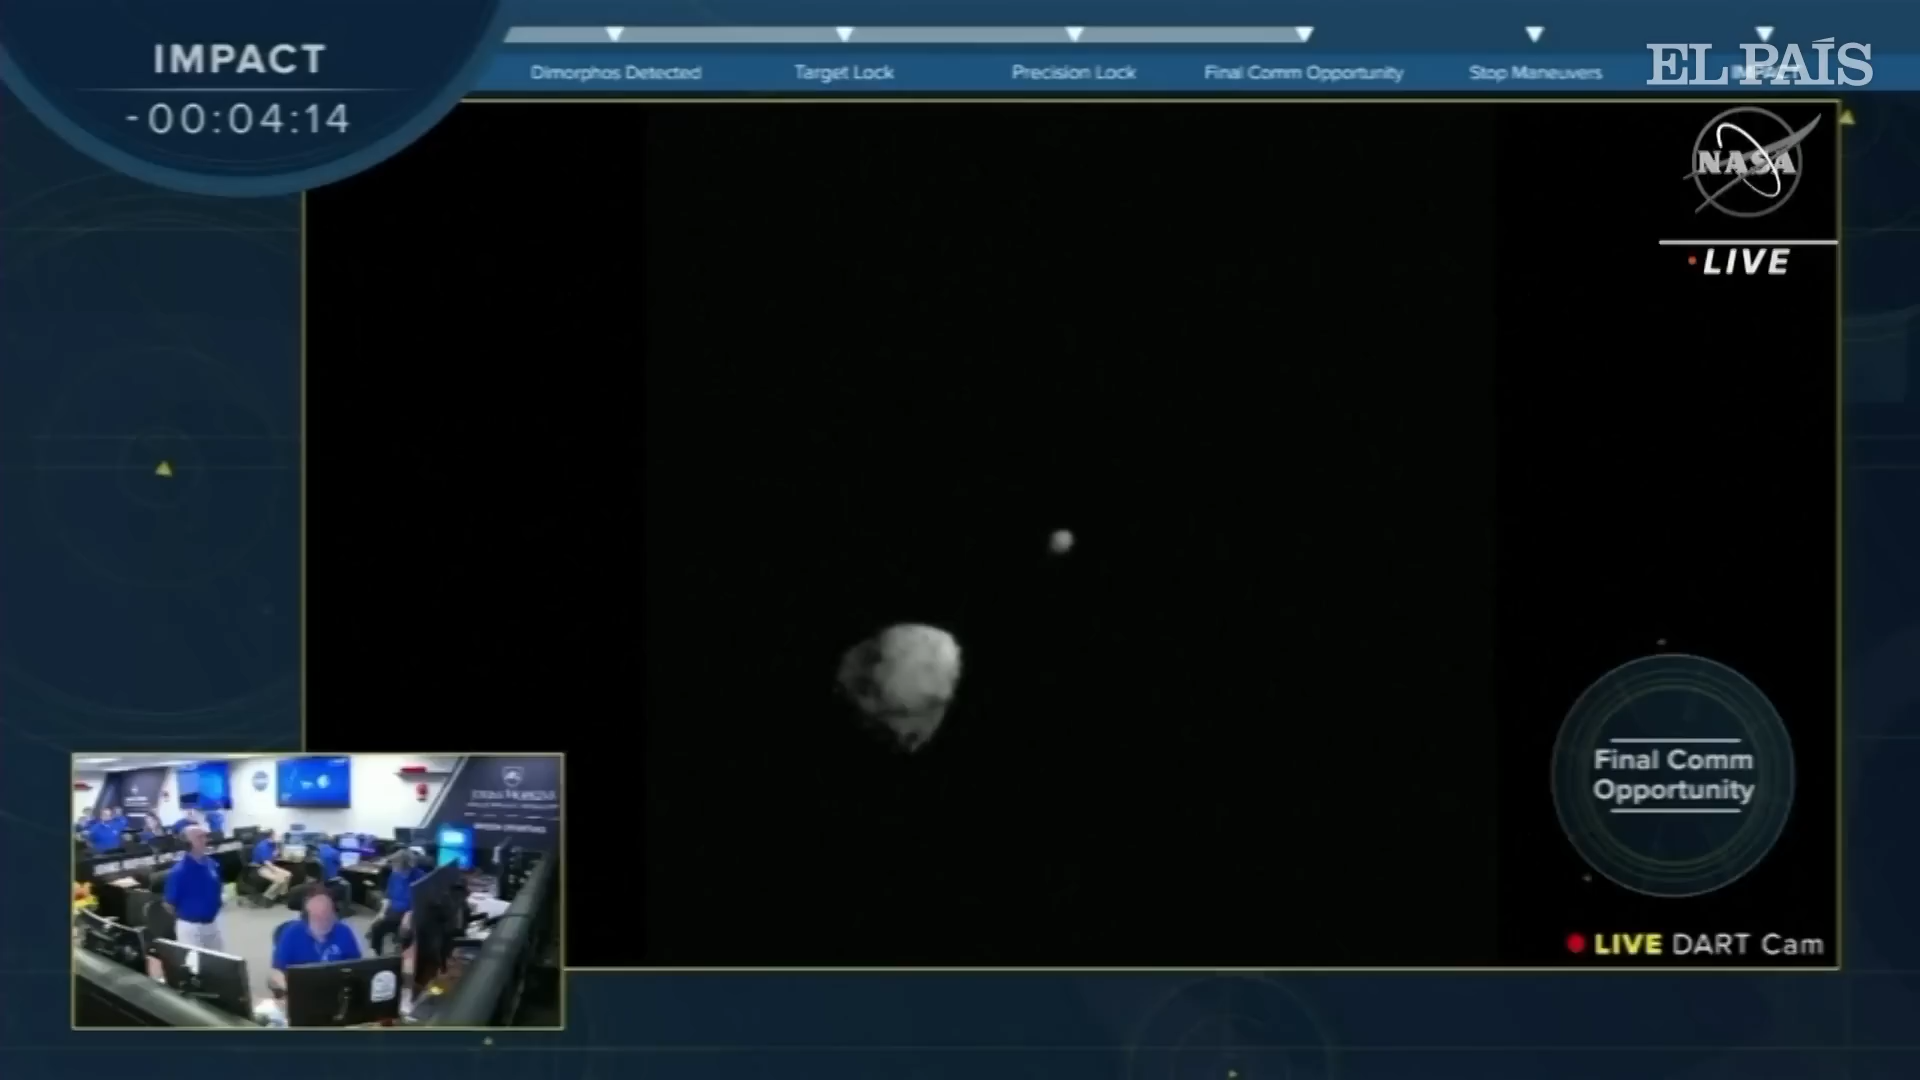 IMPACT
-00:04:14
Dimorphos Detected
Target Lock
Precision Lock
Final Comm Opportunity
Stop Maneuvers
EL PAÍS
NASA
LIVE
Final Comm
Opportunity
LIVE DART Cam